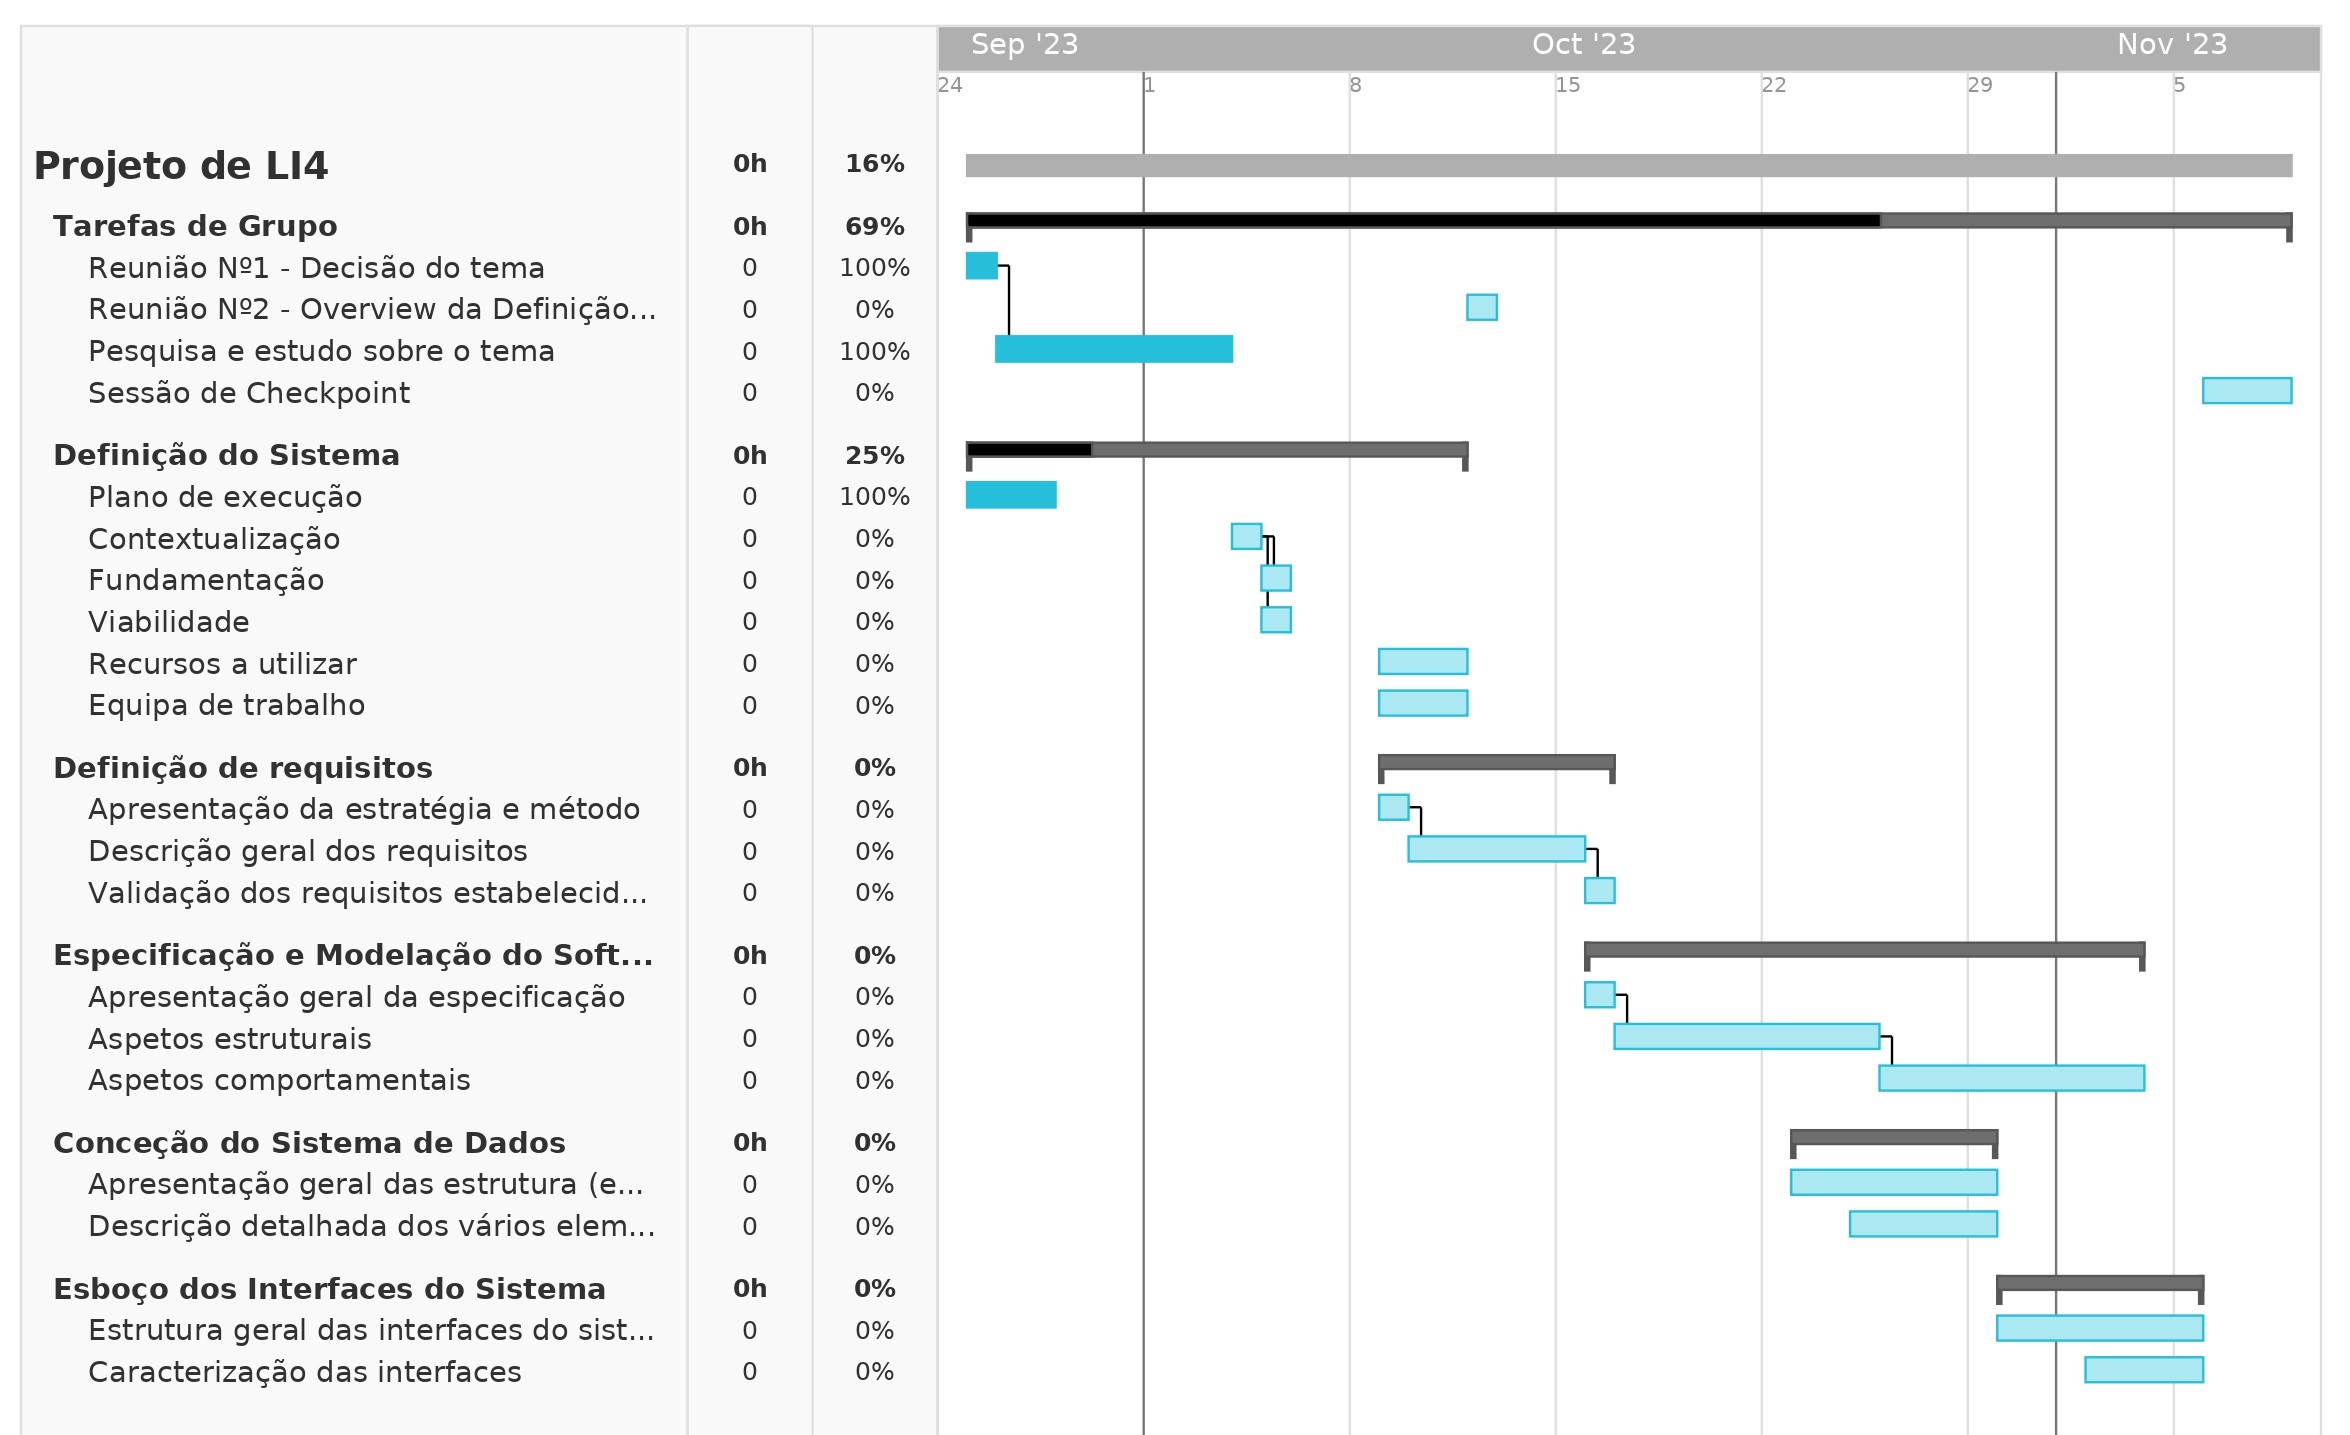 Sep '23 Oct '23 Nov '23
24 1 8 15 22 29 5
Projeto de LI4 0h 16%
Tarefas de Grupo 0h 69%
Reunião Nº1 - Decisão do tema 0 100%
Reunião Nº2 - Overview da Definição... 0 0%
Pesquisa e estudo sobre o tema 0 100%
Sessão de Checkpoint 0 0%
Definição do Sistema 0h 25%
Plano de execução 0 100%
Contextualização 0 0%
Fundamentação 0 0%
Viabilidade 0 0%
Recursos a utilizar 0 0%
Equipa de trabalho 0 0%
Definição de requisitos 0h 0%
Apresentação da estratégia e método 0 0%
Descrição geral dos requisitos 0 0%
Validação dos requisitos estabelecid... 0 0%
Especificação e Modelação do Soft... 0h 0%
Apresentação geral da especificação 0 0%
Aspetos estruturais 0 0%
Aspetos comportamentais 0 0%
Conceção do Sistema de Dados 0h 0%
Apresentação geral das estrutura (e... 0 0%
Descrição detalhada dos vários elem... 0 0%
Esboço dos Interfaces do Sistema 0h 0%
Estrutura geral das interfaces do sist... 0 0%
Caracterização das interfaces 0 0%